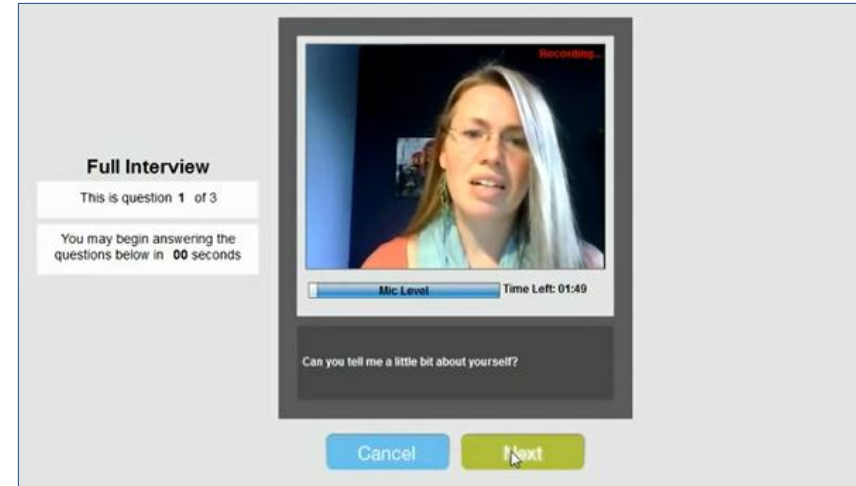 Recording..
Full Interview
This is question 1 of 3
You may begin answering the
questions below in 00 seconds
Mic Level
Time Left: 01:49
Can you tell me a little bit about yourself?
Cancel
Next